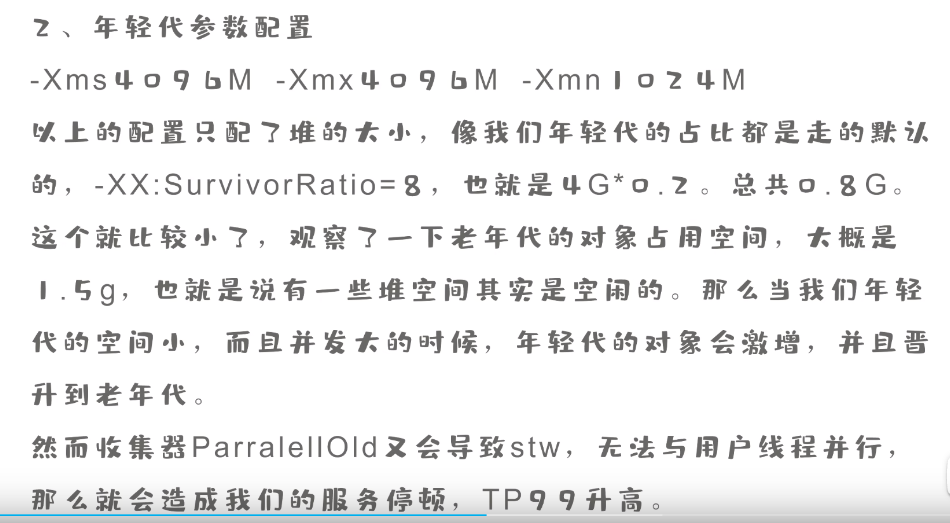 2、年轻代参数配置
-Xms4096M -Xmx4096M -Xmn1024M
以上的配置只配了堆的大小，像我们年轻代的占比都是走的默认
的，-XX:SurvivorRatio=8，也就是4G*0.2。总共0.8G。
这个就比较小了，观察了一下老年代的对象占用空间，大概是
1.5g，也就是说有一些堆空间其实是空闲的。那么当我们年轻
代的空间小，而且并发大的时候，年轻代的对象会激增，并且晋
升到老年代。
然而收集器ParralellOld又会导致stw，无法与用户线程并行，
那么就会造成我们的服务停顿，TP99升高。